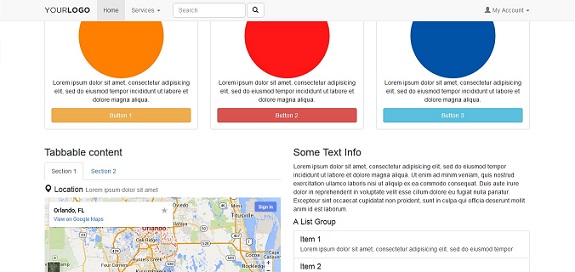 YOURLOGO Home Services Search My Account
Lorem ipsum dolor sit amet, consectetur adipisicing
elit, sed do eiusmod tempor incididunt ut labore et
dolore magna aliqua.
Button 1
Lorem ipsum dolor sit amet, consectetur adipisicing
elit, sed do eiusmod tempor incididunt ut labore et
dolore magna aliqua.
Button 2
Lorem ipsum dolor sit amet, consectetur adipisicing
elit, sed do eiusmod tempor incididunt ut labore et
dolore magna aliqua.
Button 3
Tabbable content
Section 1 Section 2
Location Lorem ipsum dolor sit amet
Orlando, FL
View on Google Maps
Sign in
Titusville
Orlando
Oak Ridge
Cocoa
Rockledge
Some Text Info
Lorem ipsum dolor sit amet, consectetur adipisicing elit, sed do eiusmod
tempor incididunt ut labore et dolore magna aliqua. Ut enim ad minim veniam, quis nostrud
exercitation ullamco laboris nisi ut aliquip ex ea commodo consequat. Duis aute irure
dolor in reprehenderit in voluptate velit esse cillum dolore eu fugiat nulla pariatur.
Excepteur sint occaecat cupidatat non proident, sunt in culpa qui officia deserunt mollit
anim id est laborum.
A List Group
Item 1
Lorem ipsum dolor sit amet, consectetur adipisicing elit, sed do eiusmod tempor
Item 2